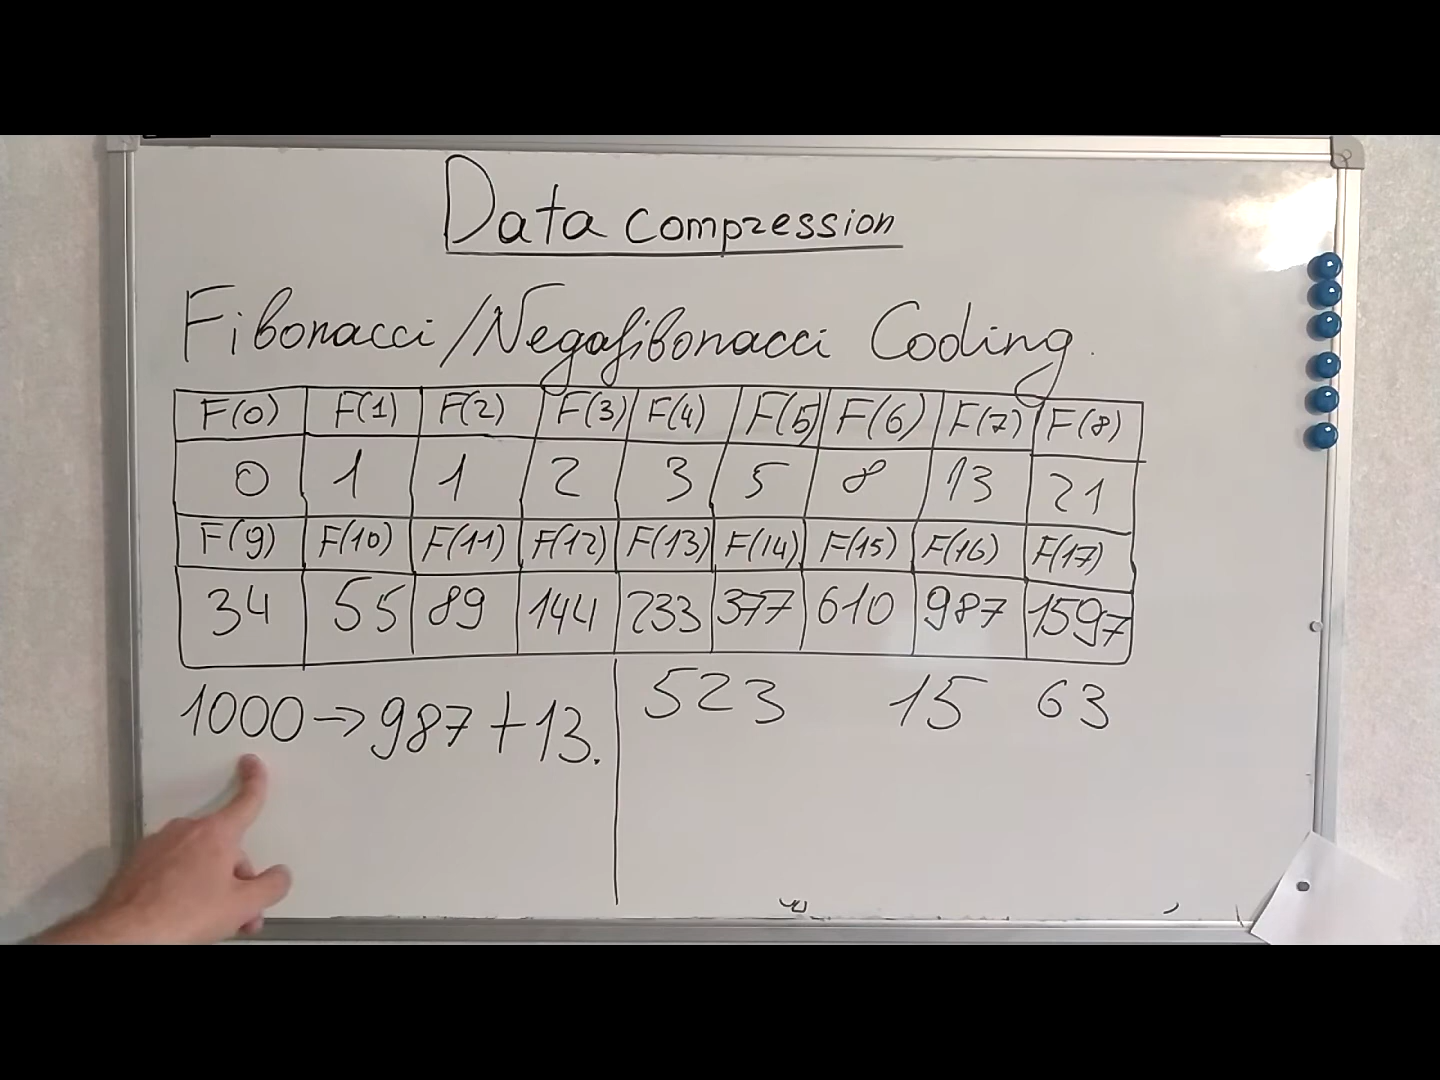 Data compression
Fibonacci/Negafibonacci Coding.
F(0) F(1) F(2) F(3) F(4) F(5) F(6) F(7) F(8)
0 1 1 2 3 5 8 13 21
F(9) F(10) F(11) F(12) F(13) F(14) F(15) F(16) F(17)
34 55 89 144 233 377 610 987 1597
1000→987+13. 523 15 63